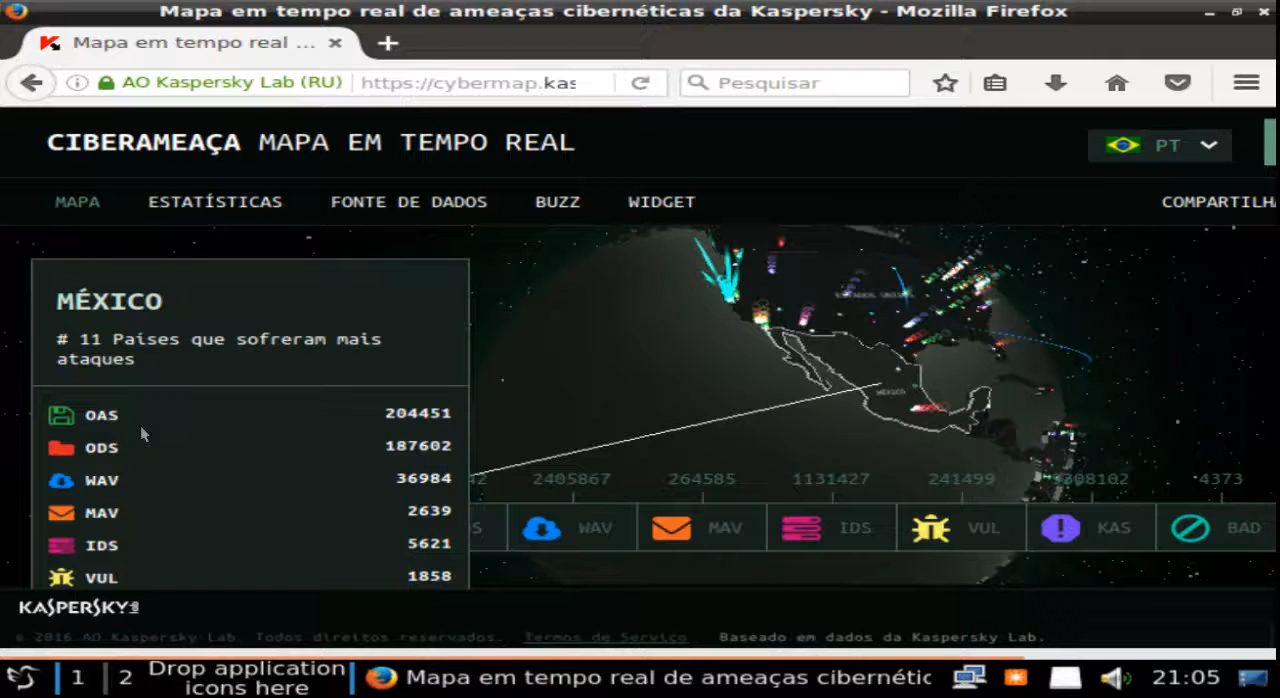 Mapa em tempo real de ameaças cibernéticas da Kaspersky - Mozilla Firefox
Mapa em tempo real ...
AO Kaspersky Lab (RU) https://cybermap.kas Pesquisar
CIBERAMEAÇA MAPA EM TEMPO REAL
PT
MAPA ESTATÍSTICAS FONTE DE DADOS BUZZ WIDGET COMPARTILHA
MÉXICO
# 11 Países que sofreram mais
ataques
OAS 204451
ODS 187602
WAV 36984
MAV 2639
IDS 5621
VUL 1858
ESTADOS UNIDOS
MÉXICO
2405867 264585 1131427 241499 308102 4373
S WAV MAV IDS VUL KAS BAD
KASPERSKY
© 2016 AO Kaspersky Lab. Todos direitos reservados. Termos de Serviço Baseado em dados da Kaspersky Lab.
1 2 Drop application
icons here
Mapa em tempo real de ameaças cibernétic 21:05